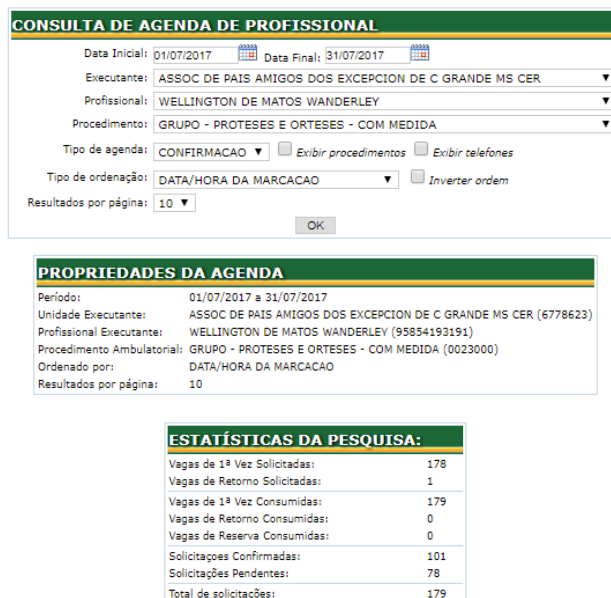 CONSULTA DE AGENDA DE PROFISSIONAL
Data Inicial: 01/07/2017 Data Final: 31/07/2017
Executante: ASSOC DE PAIS AMIGOS DOS EXCEPCION DE C GRANDE MS CER
Profissional: WELLINGTON DE MATOS WANDERLEY
Procedimento: GRUPO - PROTESES E ORTESES - COM MEDIDA
Tipo de agenda: CONFIRMACAO Exibir procedimentos Exibir telefones
Tipo de ordenação: DATA/HORA DA MARCACAO Inverter ordem
Resultados por página: 10
OK
PROPRIEDADES DA AGENDA
Período: 01/07/2017 a 31/07/2017
Unidade Executante: ASSOC DE PAIS AMIGOS DOS EXCEPCION DE C GRANDE MS CER (6778623)
Profissional Executante: WELLINGTON DE MATOS WANDERLEY (95854193191)
Procedimento Ambulatorial: GRUPO - PROTESES E ORTESES - COM MEDIDA (0023000)
Ordenado por: DATA/HORA DA MARCACAO
Resultados por página: 10
ESTATÍSTICAS DA PESQUISA:
Vagas de 1ª Vez Solicitadas: 178
Vagas de Retorno Solicitadas: 1
Vagas de 1ª Vez Consumidas: 179
Vagas de Retorno Consumidas: 0
Vagas de Reserva Consumidas: 0
Solicitaçoes Confirmadas: 101
Solicitações Pendentes: 78
Total de solicitações: 179